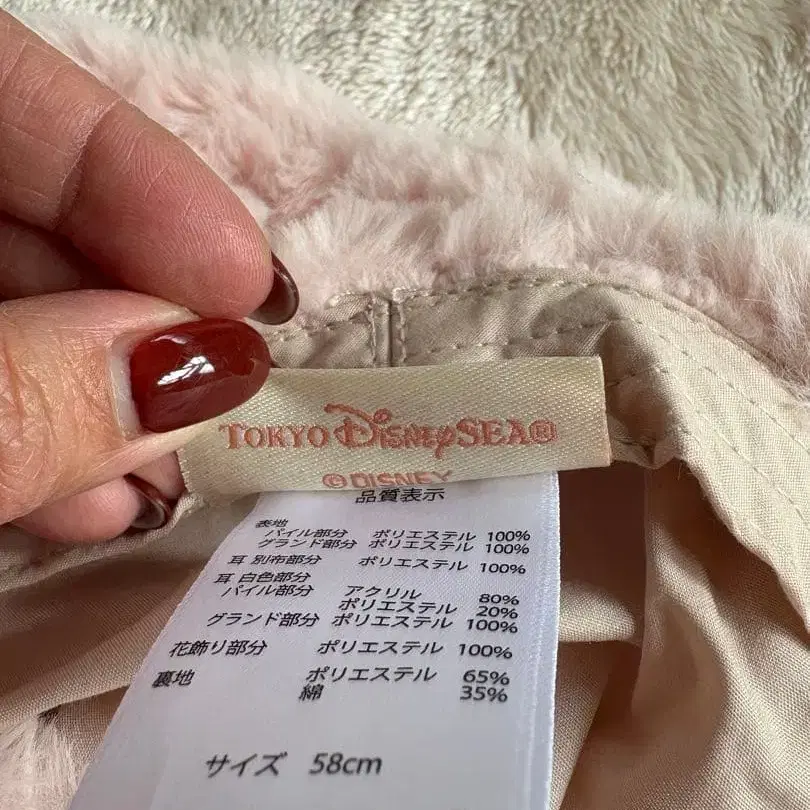 TOKYO DISNEYSEA®
©DISNEY
品質表示
表地
パイル部分 ポリエステル 100%
グランド部分 ポリエステル 100%
耳 別布部分 ポリエステル 100%
耳 白色部分
パイル部分 アクリル 80%
ポリエステル 20%
グランド部分 ポリエステル 100%
花飾り部分 ポリエステル 100%
裏地 ポリエステル 65%
綿 35%
サイズ 58cm